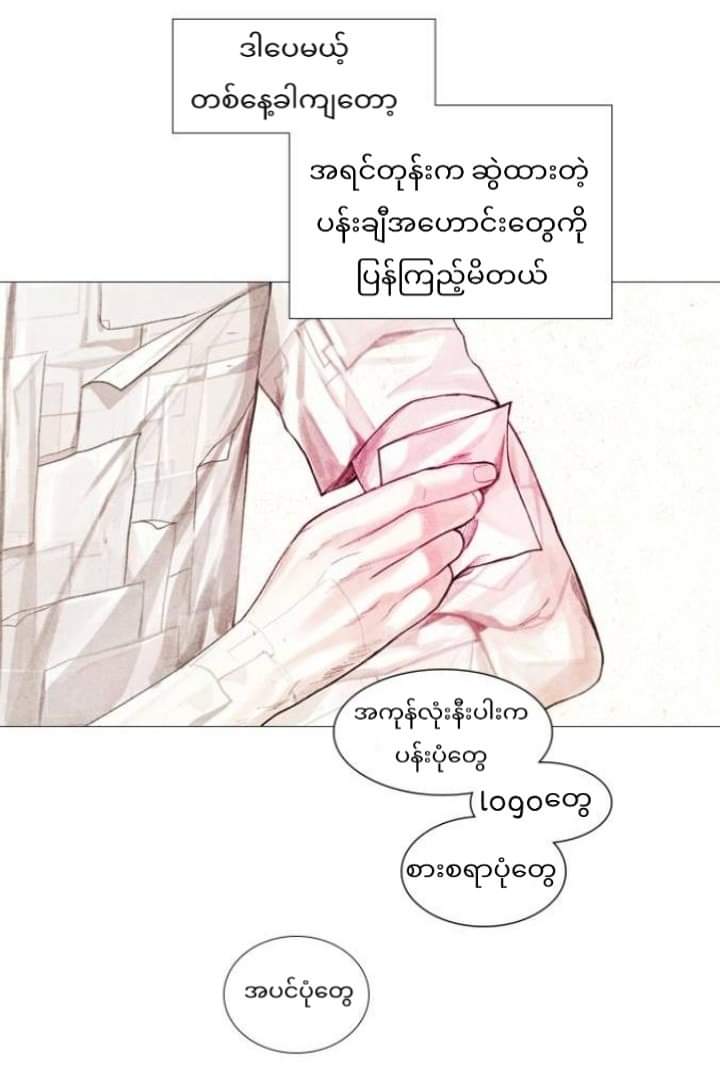 ဒါပေမယ့်
တစ်နေ့ခါကျတော့
အရင်တုန်းက ဆွဲထားတဲ့
ပန်းချီအဟောင်းတွေကို
ပြန်ကြည့်မိတယ်
အကုန်လုံးနီးပါးက
ပန်းပုံတွေ
logoတွေ
စားစရာပုံတွေ
အပင်ပုံတွေ